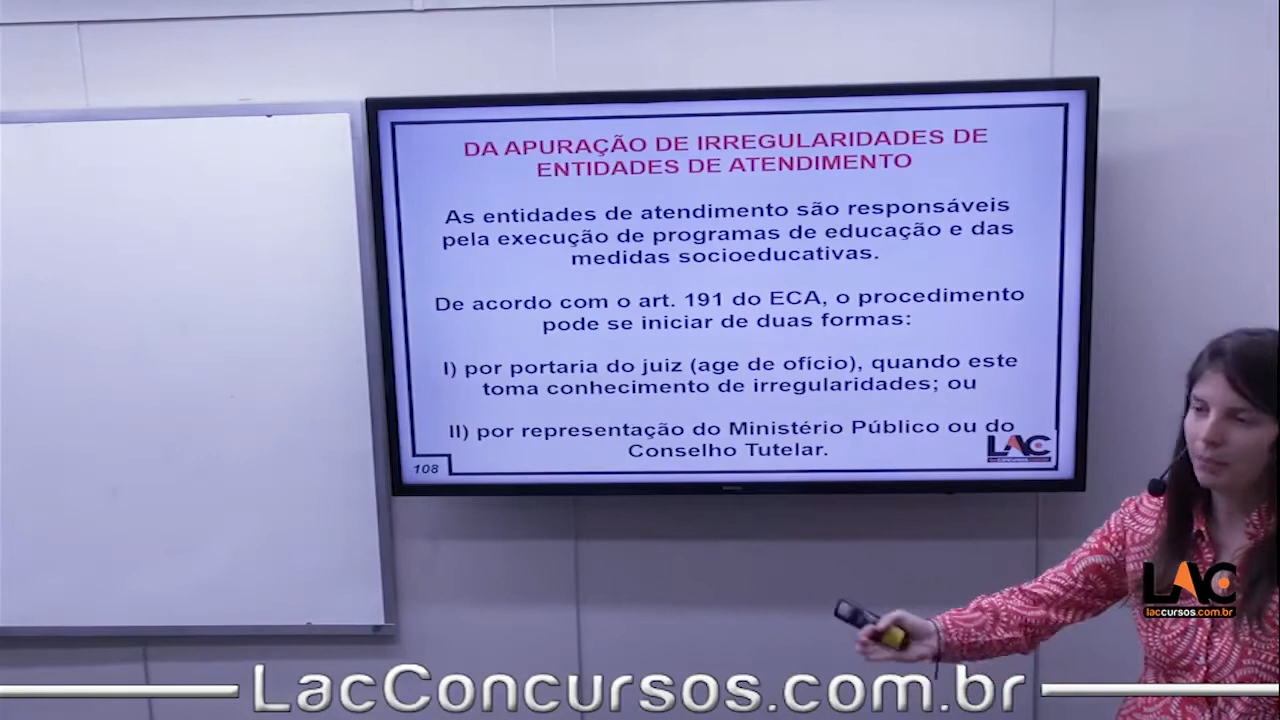 DA APURAÇÃO DE IRREGULARIDADES DE
ENTIDADES DE ATENDIMENTO
As entidades de atendimento são responsáveis
pela execução de programas de educação e das
medidas socioeducativas.
De acordo com o art. 191 do ECA, o procedimento
pode se iniciar de duas formas:
I) por portaria do juiz (age de ofício), quando este
toma conhecimento de irregularidades; ou
II) por representação do Ministério Público ou do
Conselho Tutelar.
LAC
108
LAC
laccursos.com.br
LacConcursos.com.br